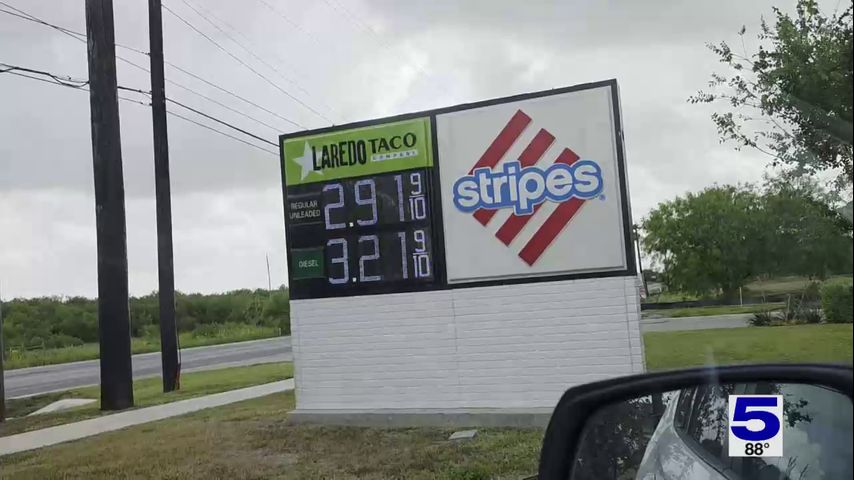 LAREDO TACO
COMPANY
REGULAR
UNLEADED
2.91 9/10
DIESEL
3.21 9/10
stripes®
5
88°